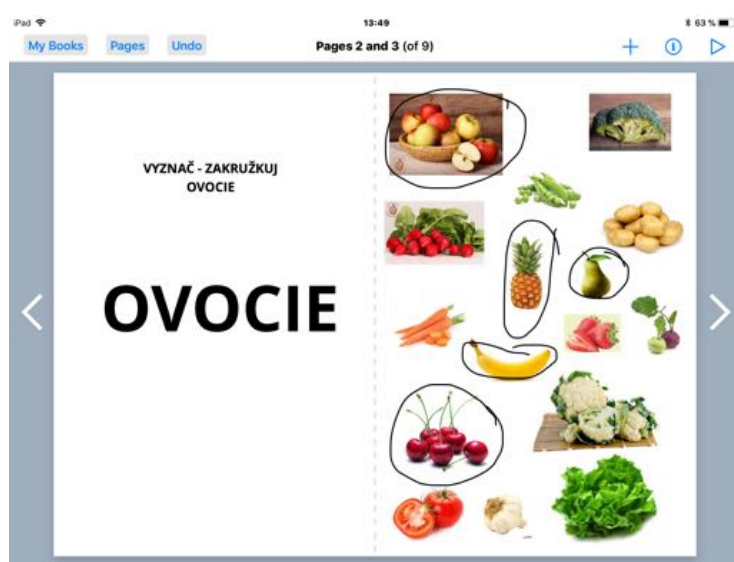 iPad 13:49 63 %
My Books Pages Undo Pages 2 and 3 (of 9)
VYZNAČ - ZAKRUŽKUJ
OVOCIE
OVOCIE